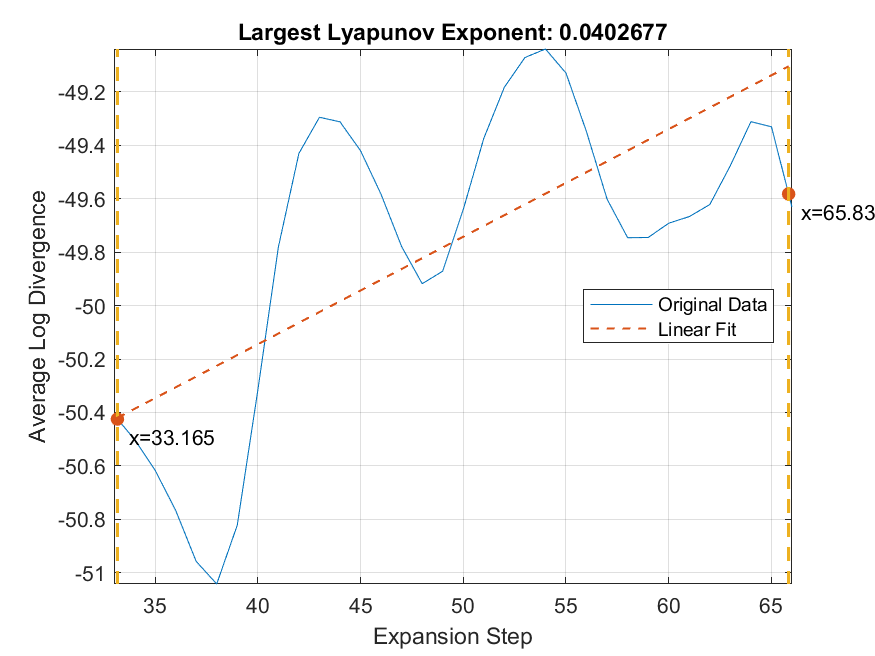 Largest Lyapunov Exponent: 0.0402677
Average Log Divergence
-49.2
-49.4
-49.6
-49.8
-50
-50.2
-50.4
-50.6
-50.8
-51
x=65.83
Original Data
Linear Fit
x=33.165
35
40
45
50
55
60
65
Expansion Step